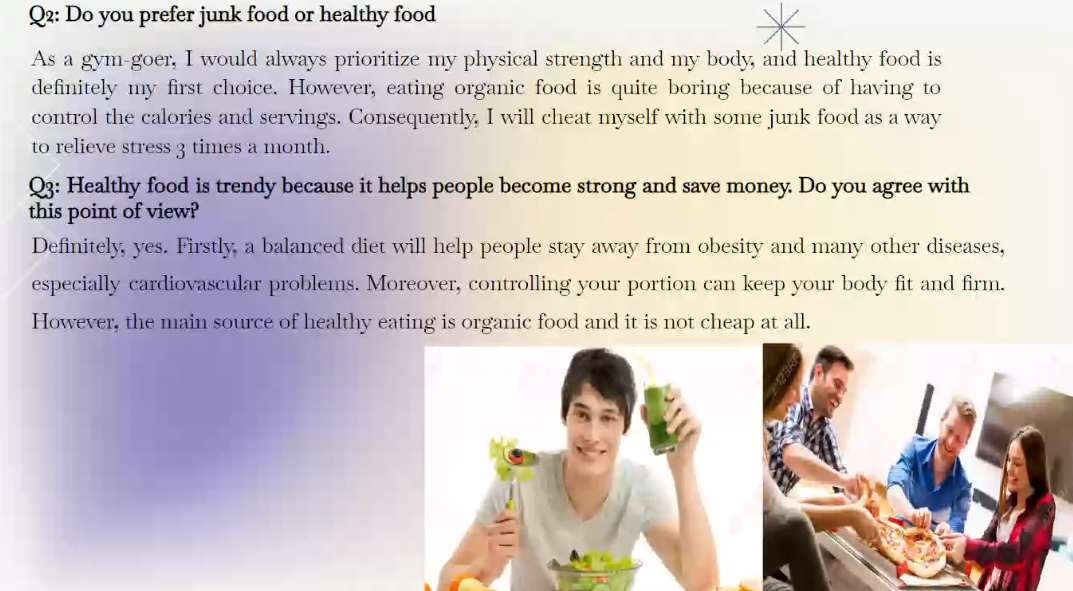 Q2: Do you prefer junk food or healthy food
As a gym-goer, I would always prioritize my physical strength and my body, and healthy food is
definitely my first choice. However, eating organic food is quite boring because of having to
control the calories and servings. Consequently, I will cheat myself with some junk food as a way
to relieve stress 3 times a month.
Q3: Healthy food is trendy because it helps people become strong and save money. Do you agree with
this point of view?
Definitely, yes. Firstly, a balanced diet will help people stay away from obesity and many other diseases,
especially cardiovascular problems. Moreover, controlling your portion can keep your body fit and firm.
However, the main source of healthy eating is organic food and it is not cheap at all.